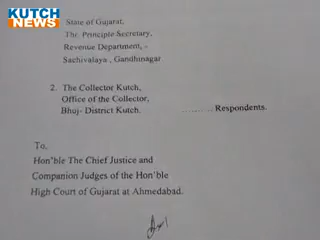 KUTCH
NEWS
State of Gujarat,
The Principle Secretary,
Revenue Department, -
Sachivalaya, Gandhinagar
2. The Collector Kutch,
Office of the Collector,
Bhuj- District Kutch. .......... Respondents.
To,
Hon'ble The Chief Justice and
Companion Judges of the Hon'ble
High Court of Gujarat at Ahmedabad.